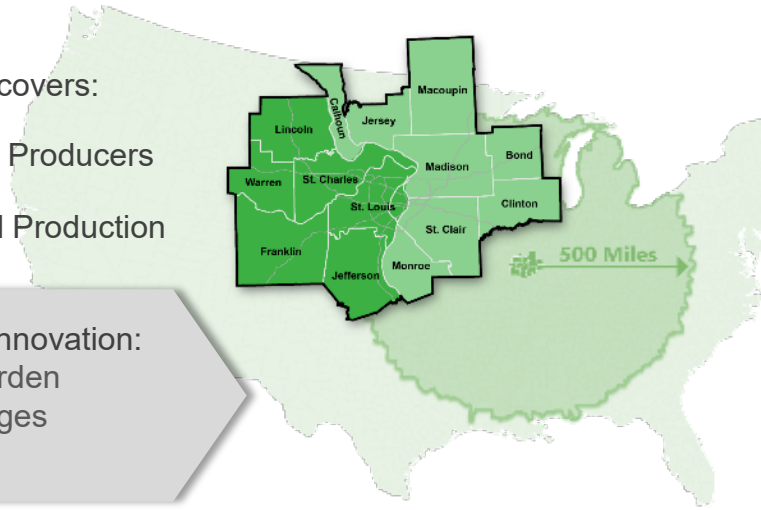 covers:
Producers
Production
nnovation:
rden
ges
Macoupin
Calhoun
Jersey
Lincoln
Bond
Madison
Warren
St. Charles
Clinton
St. Louis
St. Clair
Franklin
Monroe
Jefferson
500 Miles